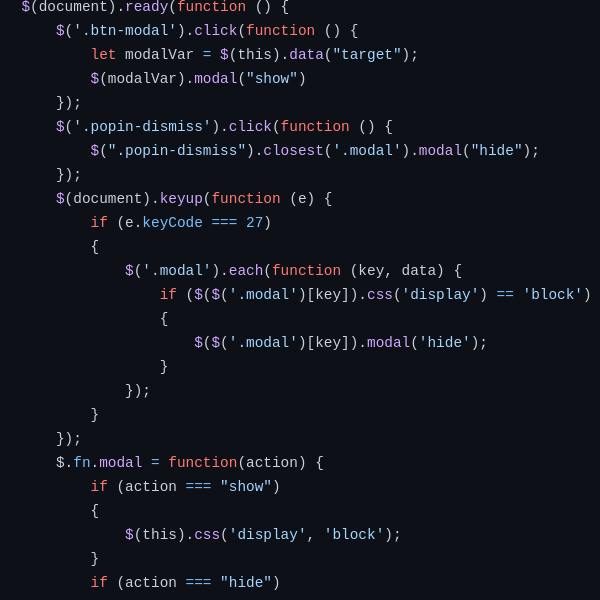 $(document).ready(function () {
    $('.btn-modal').click(function () {
        let modalVar = $(this).data("target");
        $(modalVar).modal("show")
    });
    $('.popin-dismiss').click(function () {
        $(".popin-dismiss").closest('.modal').modal("hide");
    });
    $(document).keyup(function (e) {
        if (e.keyCode === 27)
        {
            $('.modal').each(function (key, data) {
                if ($($('.modal')[key]).css('display') == 'block')
                {
                    $($('.modal')[key]).modal('hide');
                }
            });
        }
    });
    $.fn.modal = function(action) {
        if (action === "show")
        {
            $(this).css('display', 'block');
        }
        if (action === "hide")